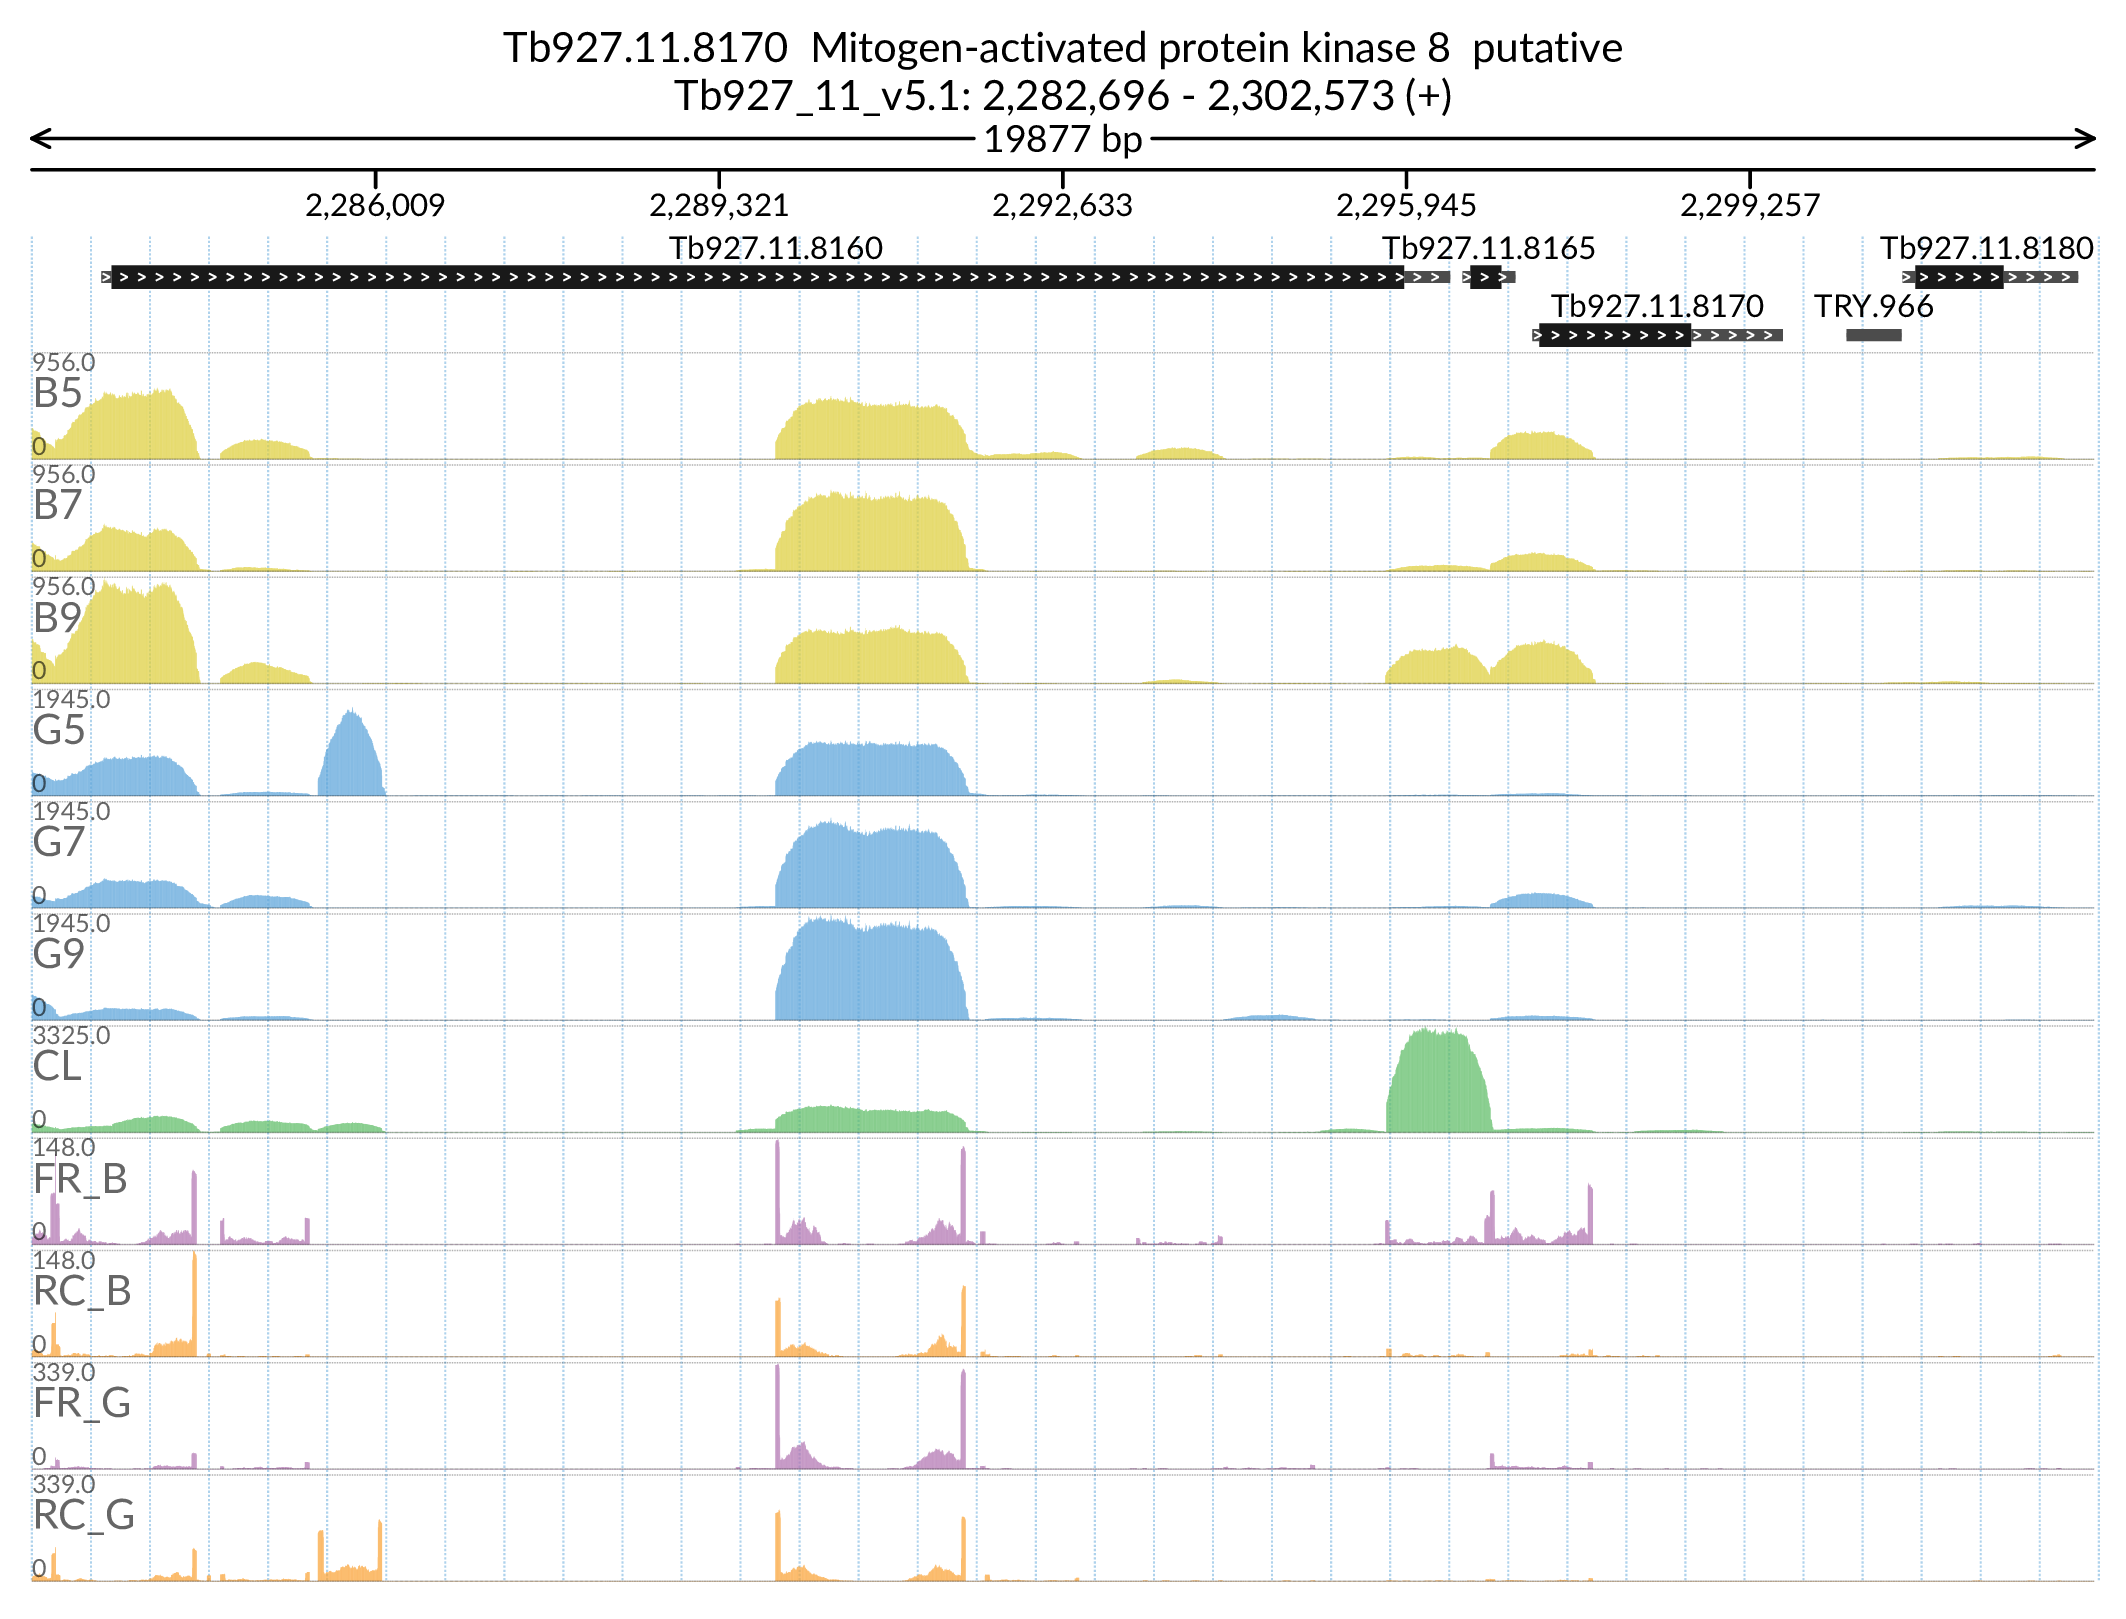 Tb927.11.8170  Mitogen-activated protein kinase 8  putative
Tb927_11_v5.1: 2,282,696 - 2,302,573 (+)
19877 bp
2,286,009 2,289,321 2,292,633 2,295,945 2,299,257
Tb927.11.8160 Tb927.11.8165 Tb927.11.8180
Tb927.11.8170 TRY.966
956.0
B5
0
956.0
B7
0
956.0
B9
0
1945.0
G5
0
1945.0
G7
0
1945.0
G9
0
3325.0
CL
0
148.0
FR_B
0
148.0
RC_B
0
339.0
FR_G
0
339.0
RC_G
0